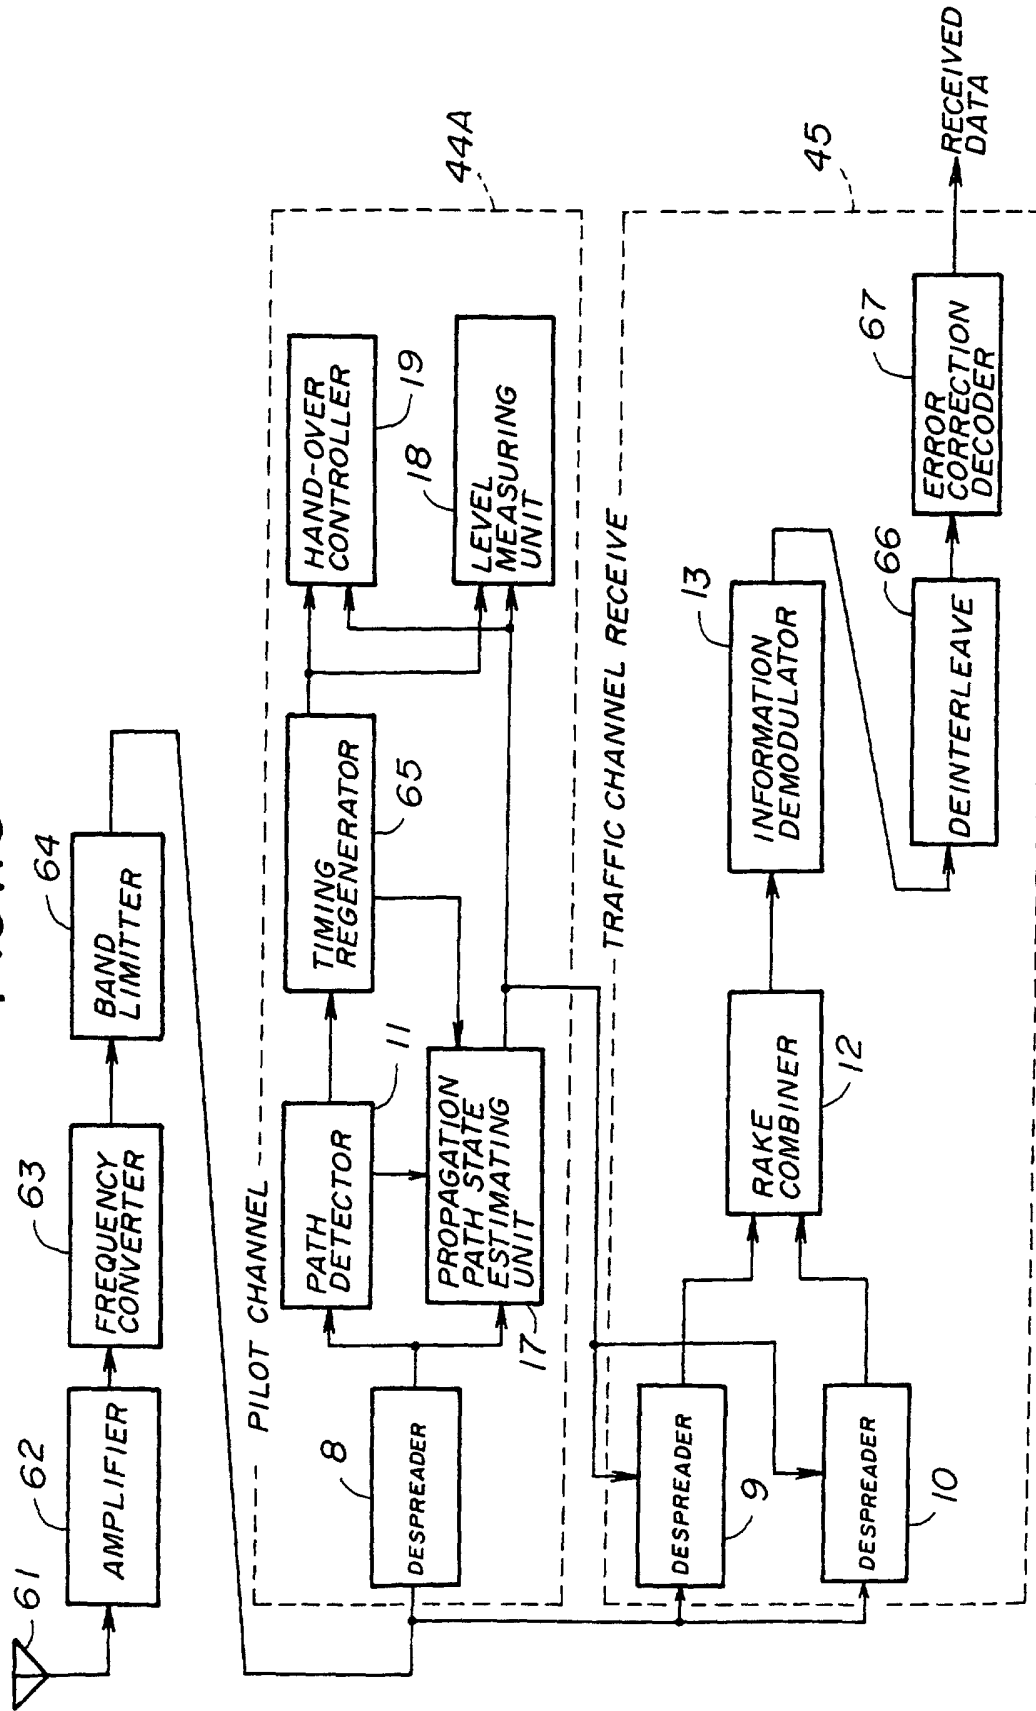 61
62
AMPLIFIER
63
FREQUENCY
CONVERTER
64
BAND
LIMITTER
PILOT CHANNEL
44A
8
DESPREADER
PATH
DETECTOR
11
PROPAGATION
PATH STATE
ESTIMATING
UNIT
17
TIMING
REGENERATOR
65
HAND-OVER
CONTROLLER
19
18
LEVEL
MEASURING
UNIT
TRAFFIC CHANNEL RECEIVE
45
DESPREADER
9
DESPREADER
10
RAKE
COMBINER
12
13
INFORMATION
DEMODULATOR
66
DEINTERLEAVE
67
ERROR
CORRECTION
DECODER
RECEIVED
DATA